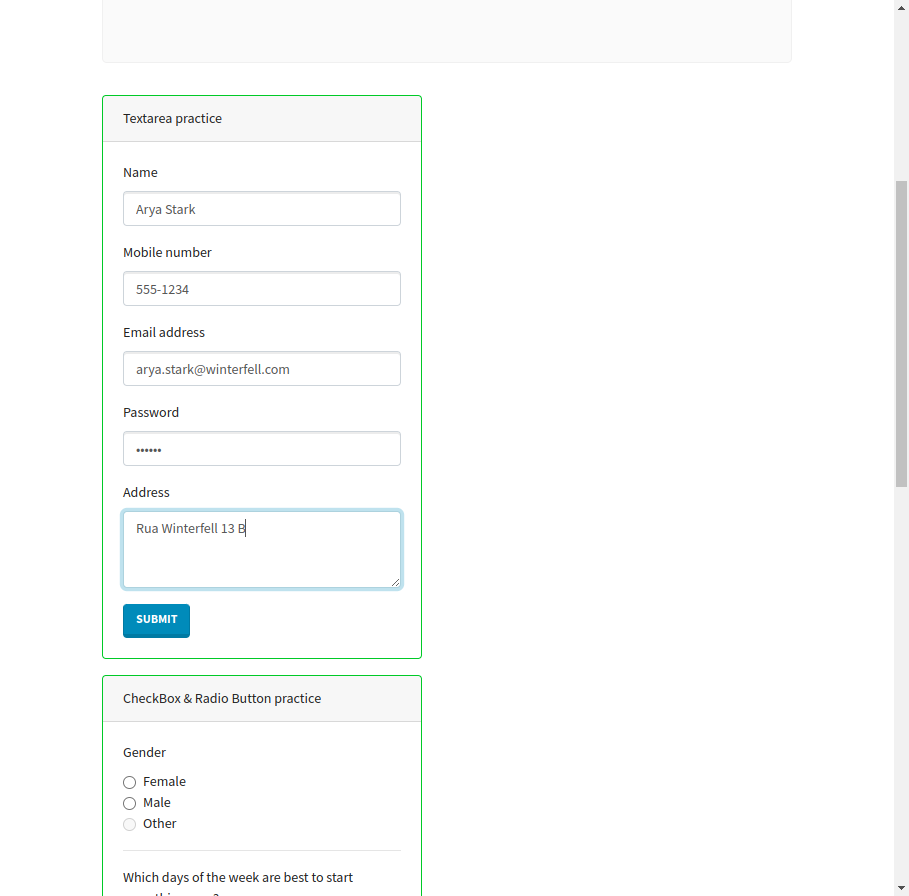 Textarea practice
Name
Arya Stark
Mobile number
555-1234
Email address
arya.stark@winterfell.com
Password
••••••
Address
Rua Winterfell 13 B
SUBMIT
CheckBox & Radio Button practice
Gender
Female
Male
Other
Which days of the week are best to start